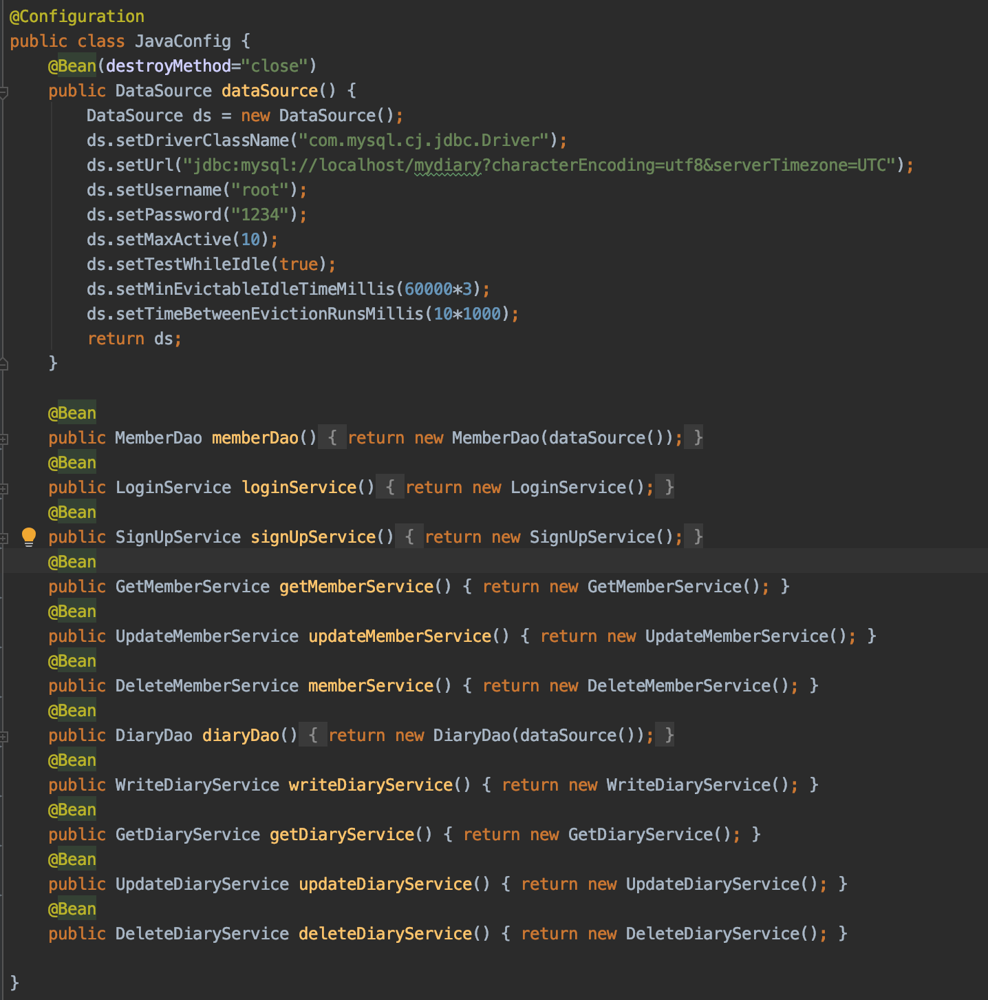 @Configuration
public class JavaConfig {
    @Bean(destroyMethod="close")
    public DataSource dataSource() {
        DataSource ds = new DataSource();
        ds.setDriverClassName("com.mysql.cj.jdbc.Driver");
        ds.setUrl("jdbc:mysql://localhost/mydiary?characterEncoding=utf8&serverTimezone=UTC");
        ds.setUsername("root");
        ds.setPassword("1234");
        ds.setMaxActive(10);
        ds.setTestWhileIdle(true);
        ds.setMinEvictableIdleTimeMillis(60000*3);
        ds.setTimeBetweenEvictionRunsMillis(10*1000);
        return ds;
    }

    @Bean
    public MemberDao memberDao() { return new MemberDao(dataSource()); }
    @Bean
    public LoginService loginService() { return new LoginService(); }
    @Bean
    public SignUpService signUpService() { return new SignUpService(); }
    @Bean
    public GetMemberService getMemberService() { return new GetMemberService(); }
    @Bean
    public UpdateMemberService updateMemberService() { return new UpdateMemberService(); }
    @Bean
    public DeleteMemberService memberService() { return new DeleteMemberService(); }
    @Bean
    public DiaryDao diaryDao() { return new DiaryDao(dataSource()); }
    @Bean
    public WriteDiaryService writeDiaryService() { return new WriteDiaryService(); }
    @Bean
    public GetDiaryService getDiaryService() { return new GetDiaryService(); }
    @Bean
    public UpdateDiaryService updateDiaryService() { return new UpdateDiaryService(); }
    @Bean
    public DeleteDiaryService deleteDiaryService() { return new DeleteDiaryService(); }

}